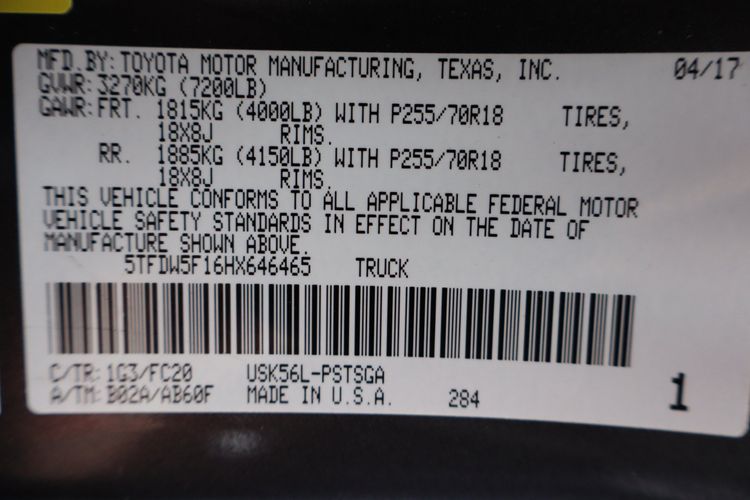 MFD.BY: TOYOTA MOTOR MANUFACTURING, TEXAS, INC. 04/17
GVWR: 3270KG (7200LB)
GAWR: FRT. 1815KG (4000LB) WITH P255/70R18 TIRES,
18X8J RIMS.
RR. 1885KG (4150LB) WITH P255/70R18 TIRES,
18X8J RIMS.
THIS VEHICLE CONFORMS TO ALL APPLICABLE FEDERAL MOTOR
VEHICLE SAFETY STANDARDS IN EFFECT ON THE DATE OF
MANUFACTURE SHOWN ABOVE.
5TFDW5F16HX646465 TRUCK
C/TR: 1G3/FC20 USK56L-PSTSGA
A/TM: B02A/AB60F MADE IN U.S.A. 284 1